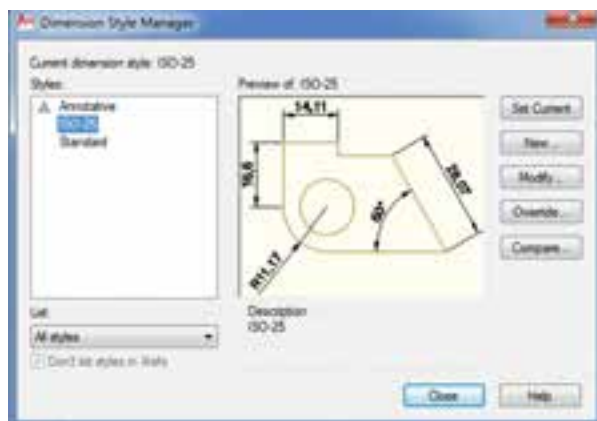 Dimension Style Manager
Current dimension style: ISO-25
Styles:
Annotative
ISO-25
Standard
Preview of: ISO-25
14,11
16,6
28,07
60°
R11,17
Set Current
New...
Modify...
Override...
Compare...
List:
All styles
Don't list styles in Xrefs
Description
ISO-25
Close
Help